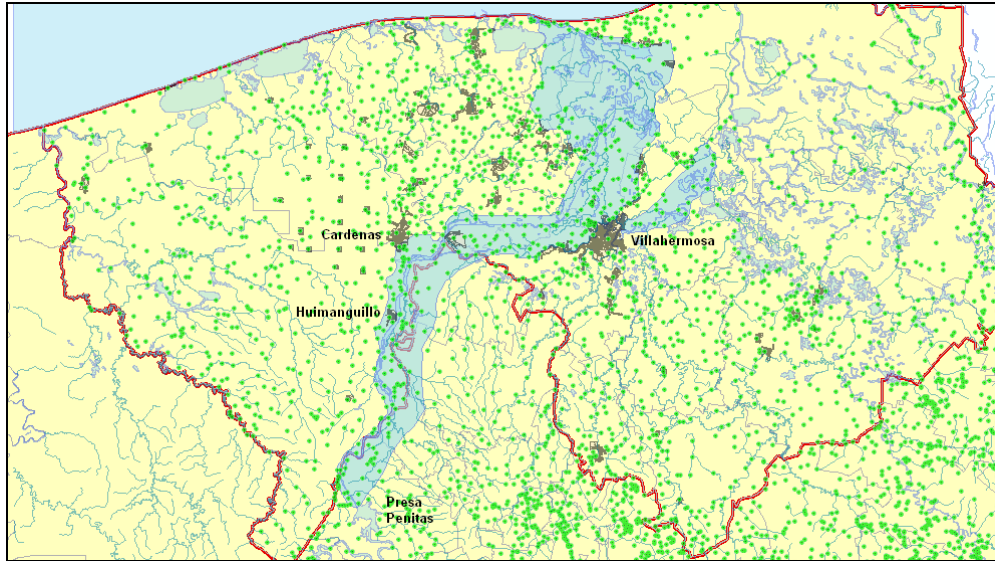 Cardenas
Villahermosa
Huimanguillo
Presa
Penitas